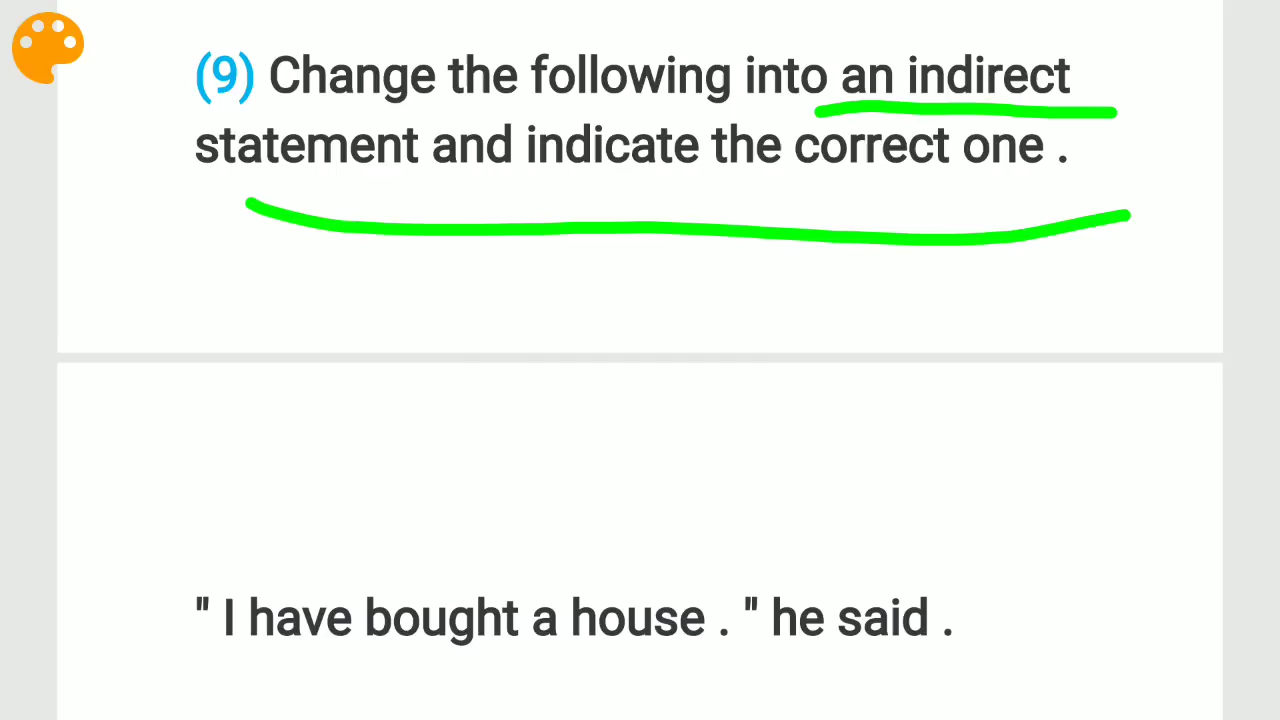 (9) Change the following into an indirect
statement and indicate the correct one .
" I have bought a house . " he said .